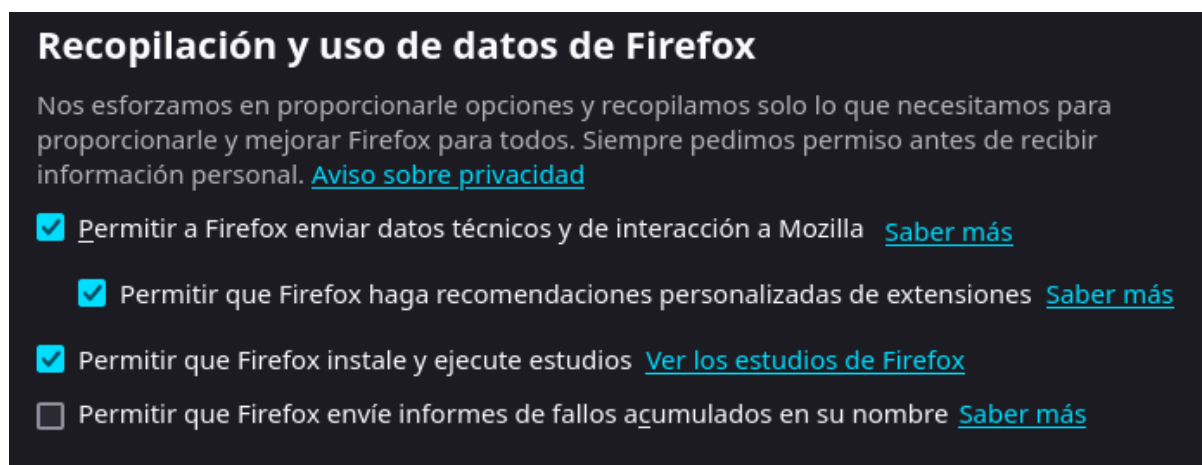 Recopilación y uso de datos de Firefox
Nos esforzamos en proporcionarle opciones y recopilamos solo lo que necesitamos para
proporcionarle y mejorar Firefox para todos. Siempre pedimos permiso antes de recibir
información personal. Aviso sobre privacidad
Permitir a Firefox enviar datos técnicos y de interacción a Mozilla Saber más
Permitir que Firefox haga recomendaciones personalizadas de extensiones Saber más
Permitir que Firefox instale y ejecute estudios Ver los estudios de Firefox
Permitir que Firefox envíe informes de fallos acumulados en su nombre Saber más